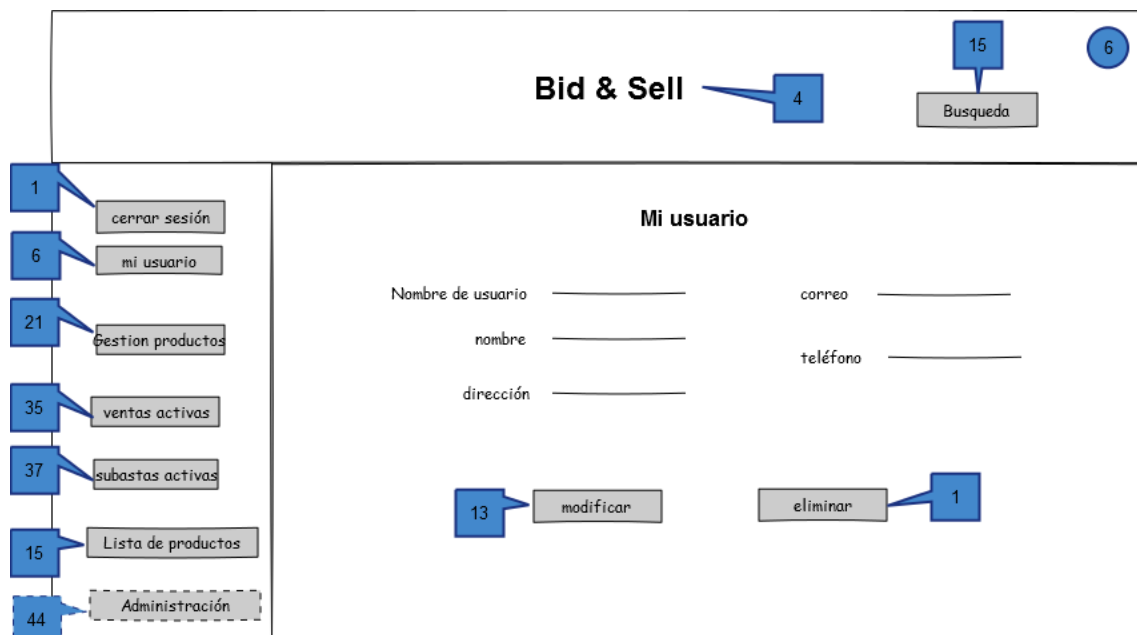 15
6
Bid & Sell
4
Busqueda
1
cerrar sesión
Mi usuario
6
mi usuario
Nombre de usuario
correo
21
Gestion productos
nombre
teléfono
dirección
35
ventas activas
37
subastas activas
13
modificar
eliminar
1
15
Lista de productos
44
Administración